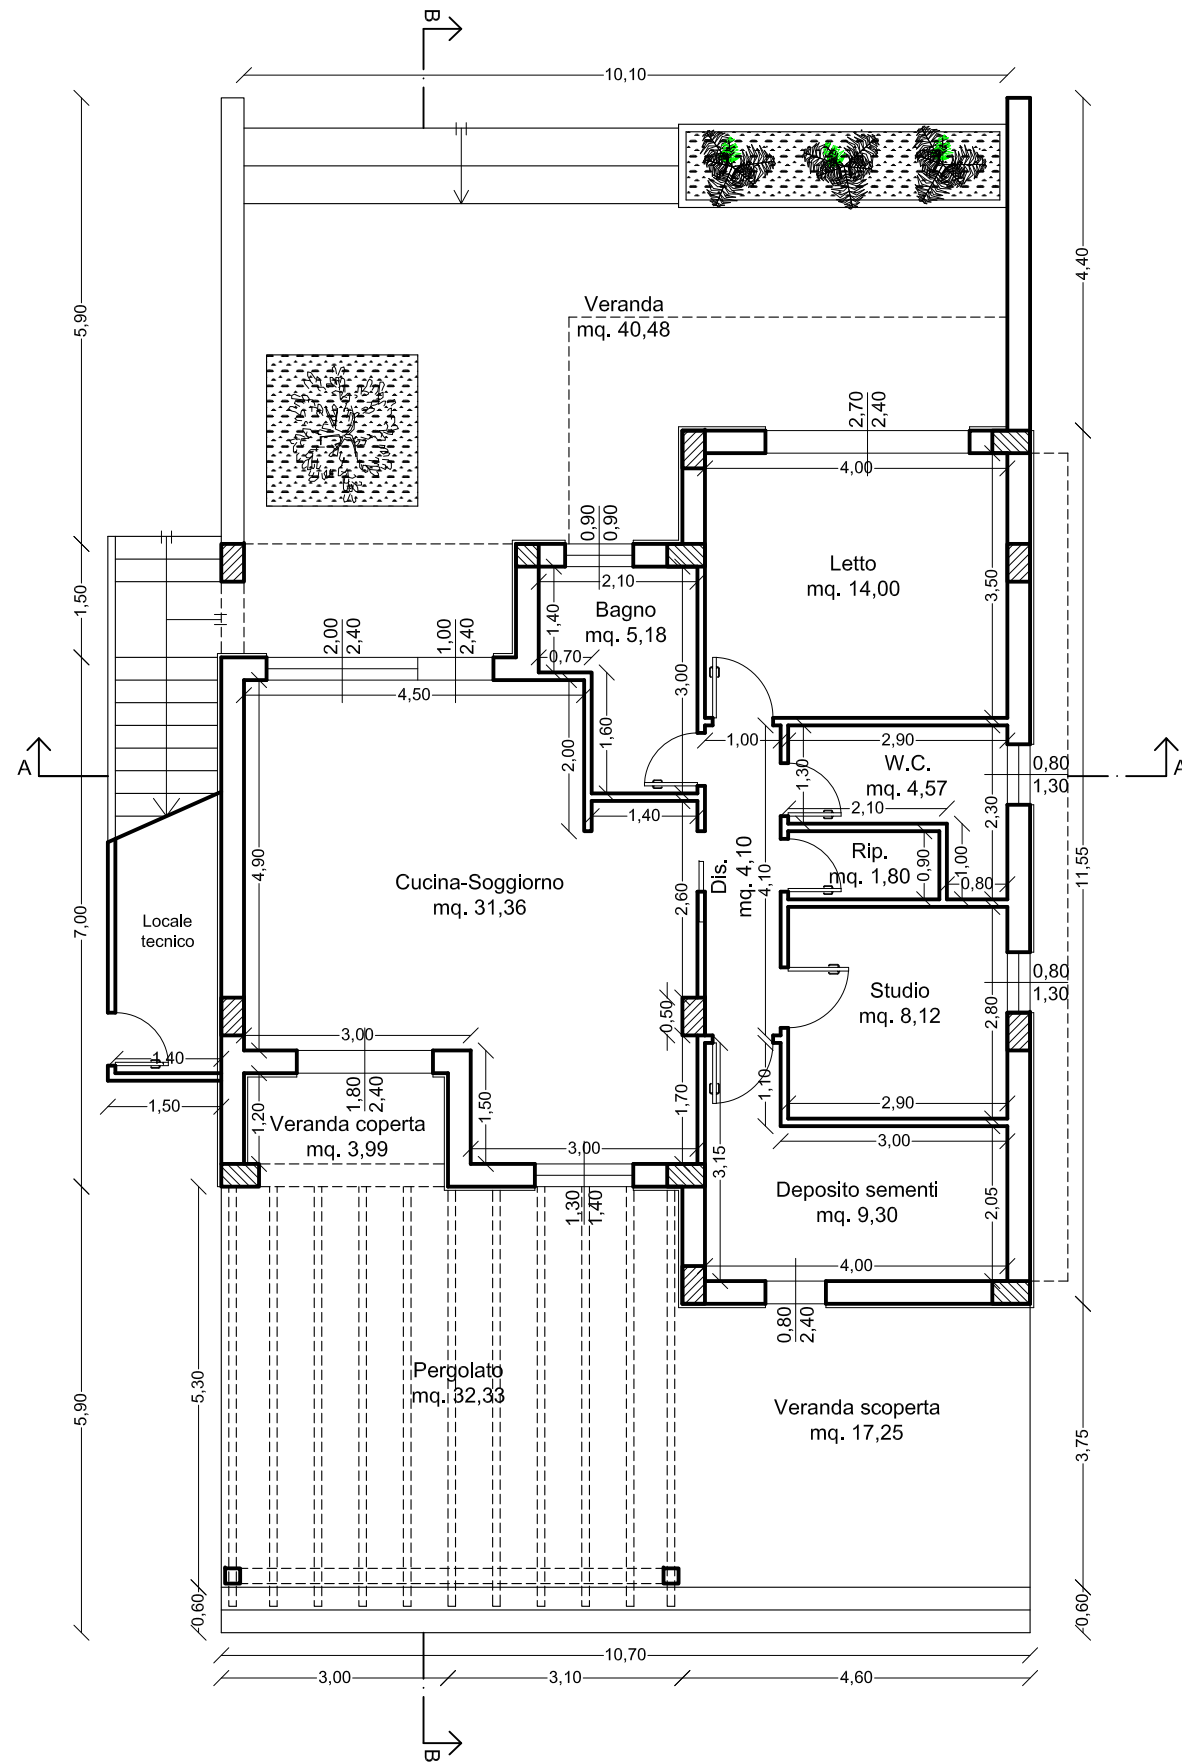 B
10,10
5,90
4,40
Veranda
mq. 40,48
2,70
2,40
4,00
0,90
0,90
Letto
mq. 14,00
3,50
2,10
Bagno
mq. 5,18
1,40
1,50
2,00
2,40
1,00
2,40
0,70
3,00
4,50
1,60
2,00
1,00
2,90
1,30
W.C.
mq. 4,57
0,80
1,30
A
A
2,10
2,30
1,40
Rip.
mq. 1,80
0,90
1,00
0,80
Dis.
mq. 4,10
4,10
11,55
4,90
Cucina-Soggiorno
mq. 31,36
2,60
7,00
Locale
tecnico
Studio
mq. 8,12
2,80
0,80
1,30
0,50
3,00
1,40
1,50
1,80
2,40
1,20
Veranda coperta
mq. 3,99
1,50
1,70
1,10
2,90
3,00
3,00
3,15
Deposito sementi
mq. 9,30
2,05
1,30
1,40
4,00
0,80
2,40
Pergolato
mq. 32,33
5,30
5,90
Veranda scoperta
mq. 17,25
3,75
0,60
0,60
10,70
3,00
3,10
4,60
B